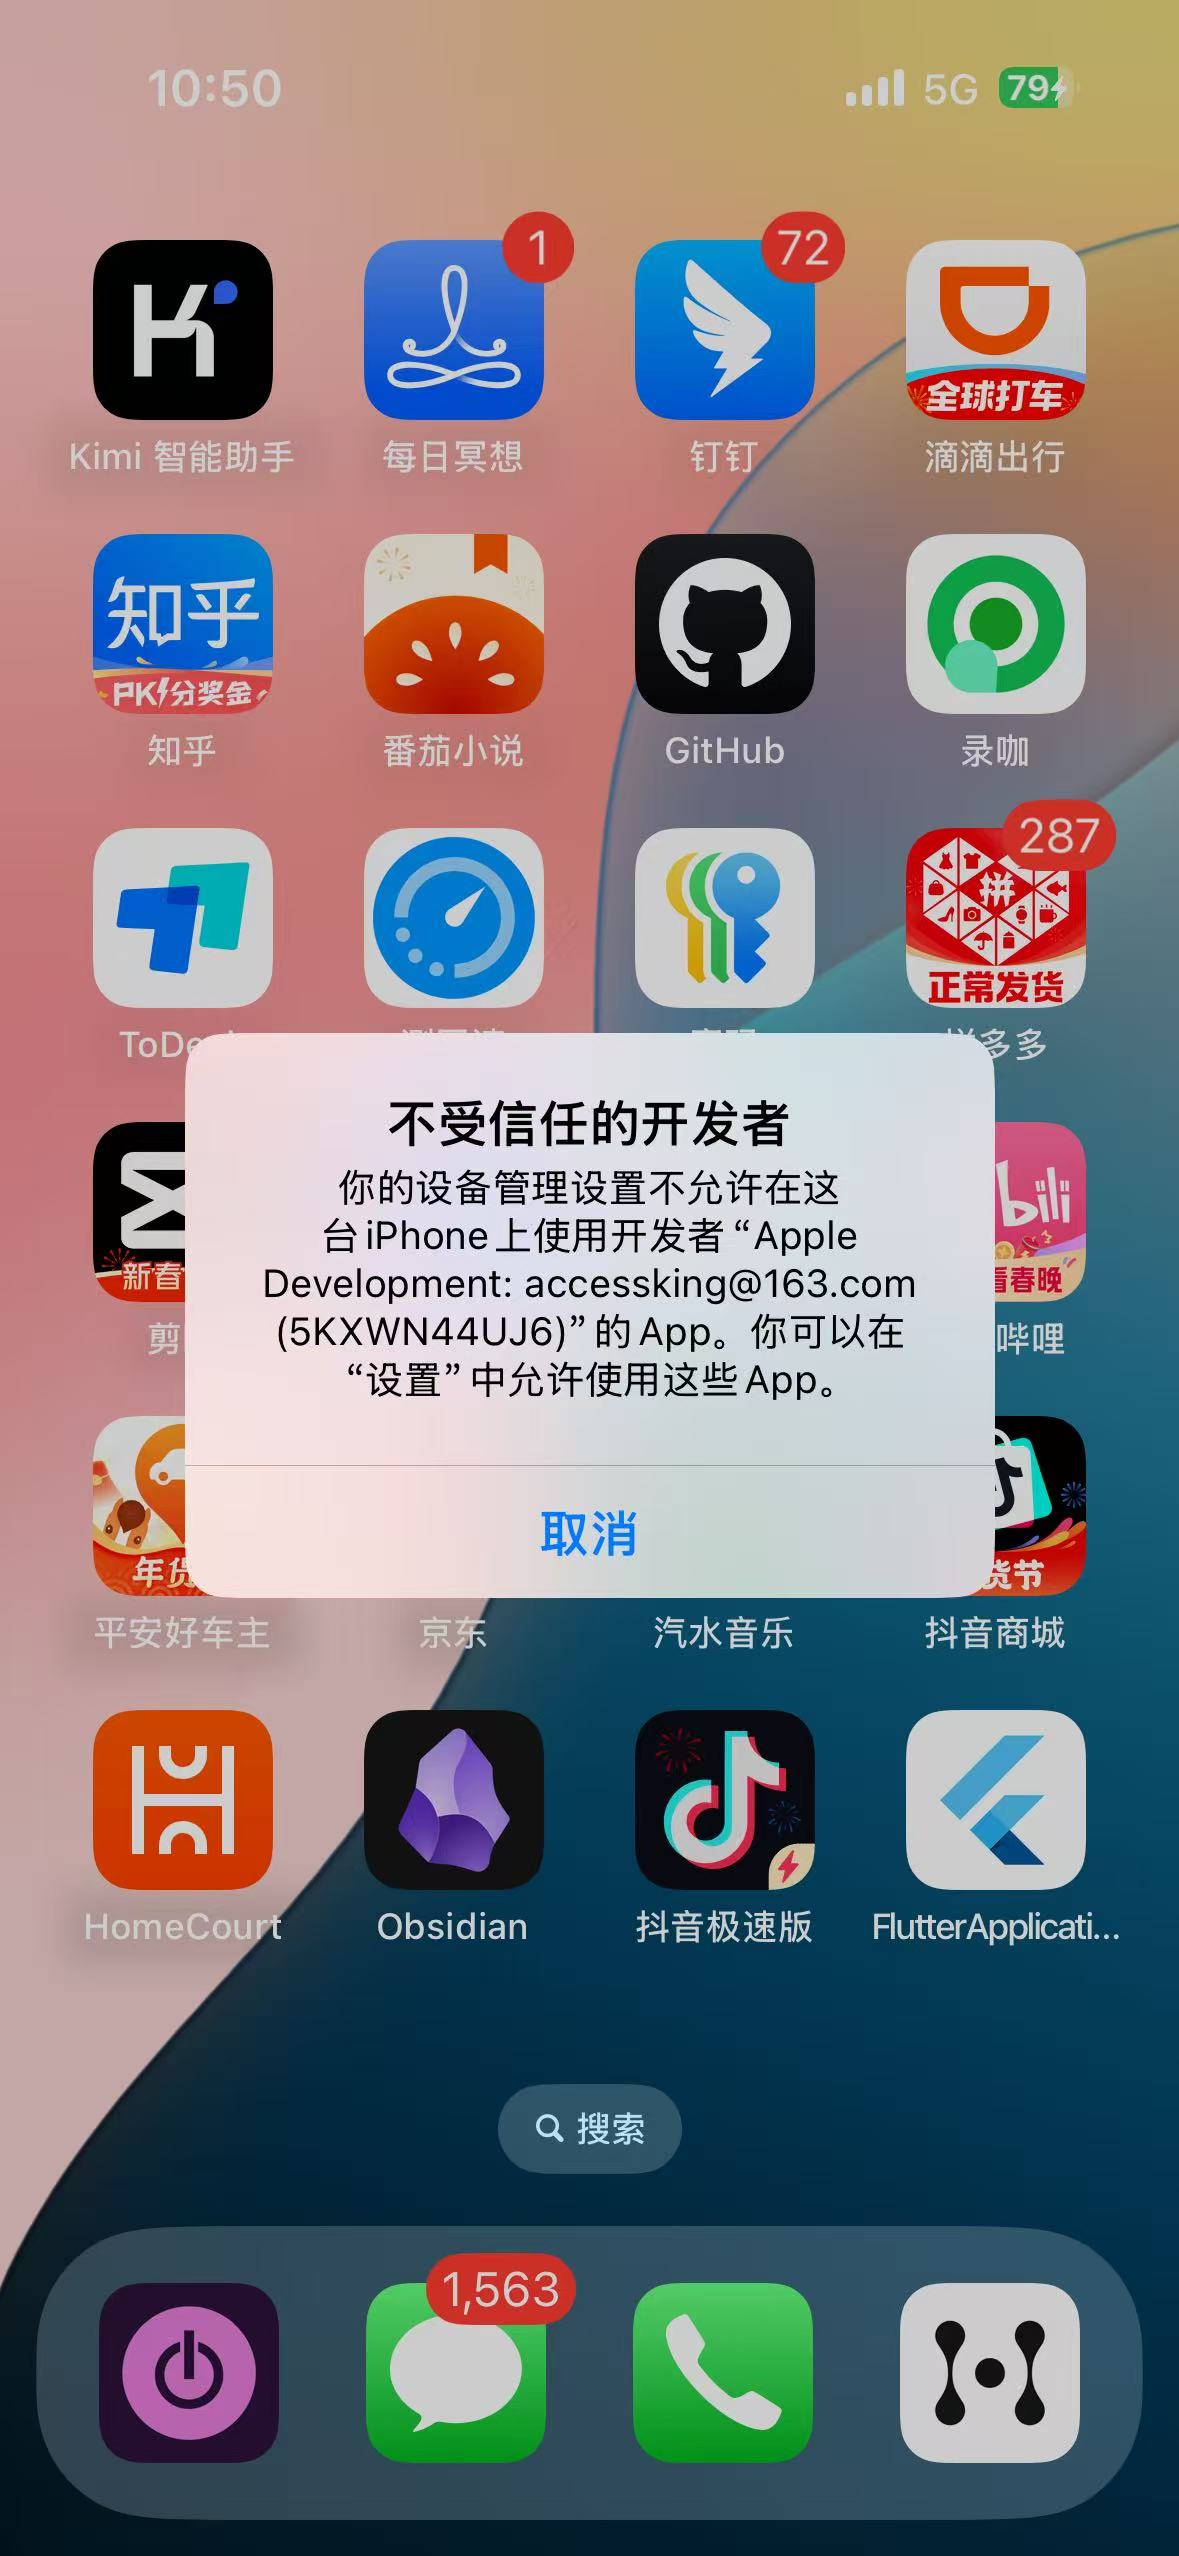 10:50
5G
79
1
72
全球打车
Kimi 智能助手
每日冥想
钉钉
滴滴出行
知乎
PK分奖金
知乎
番茄小说
GitHub
录咖
287
拼
正常发货
ToDe
多多
不受信任的开发者
你的设备管理设置不允许在这
台 iPhone 上使用开发者 “Apple
Development: accessking@163.com
(5KXWN44UJ6)” 的 App。你可以在
“设置” 中允许使用这些 App。
取消
新春
bili
看春晚
剪
哔哩
年货
货节
平安好车主
京东
汽水音乐
抖音商城
HomeCourt
Obsidian
抖音极速版
FlutterApplicati...
搜索
1,563